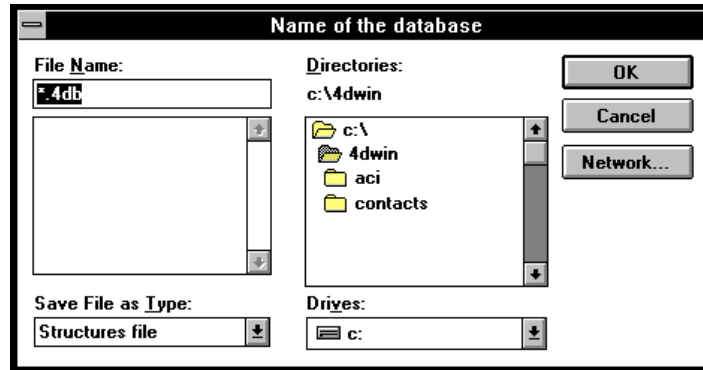 Name of the database
File Name:
*.4db
Directories:
c:\4dwin
c:\
4dwin
aci
contacts
OK
Cancel
Network...
Save File as Type:
Structures file
Drives:
c: